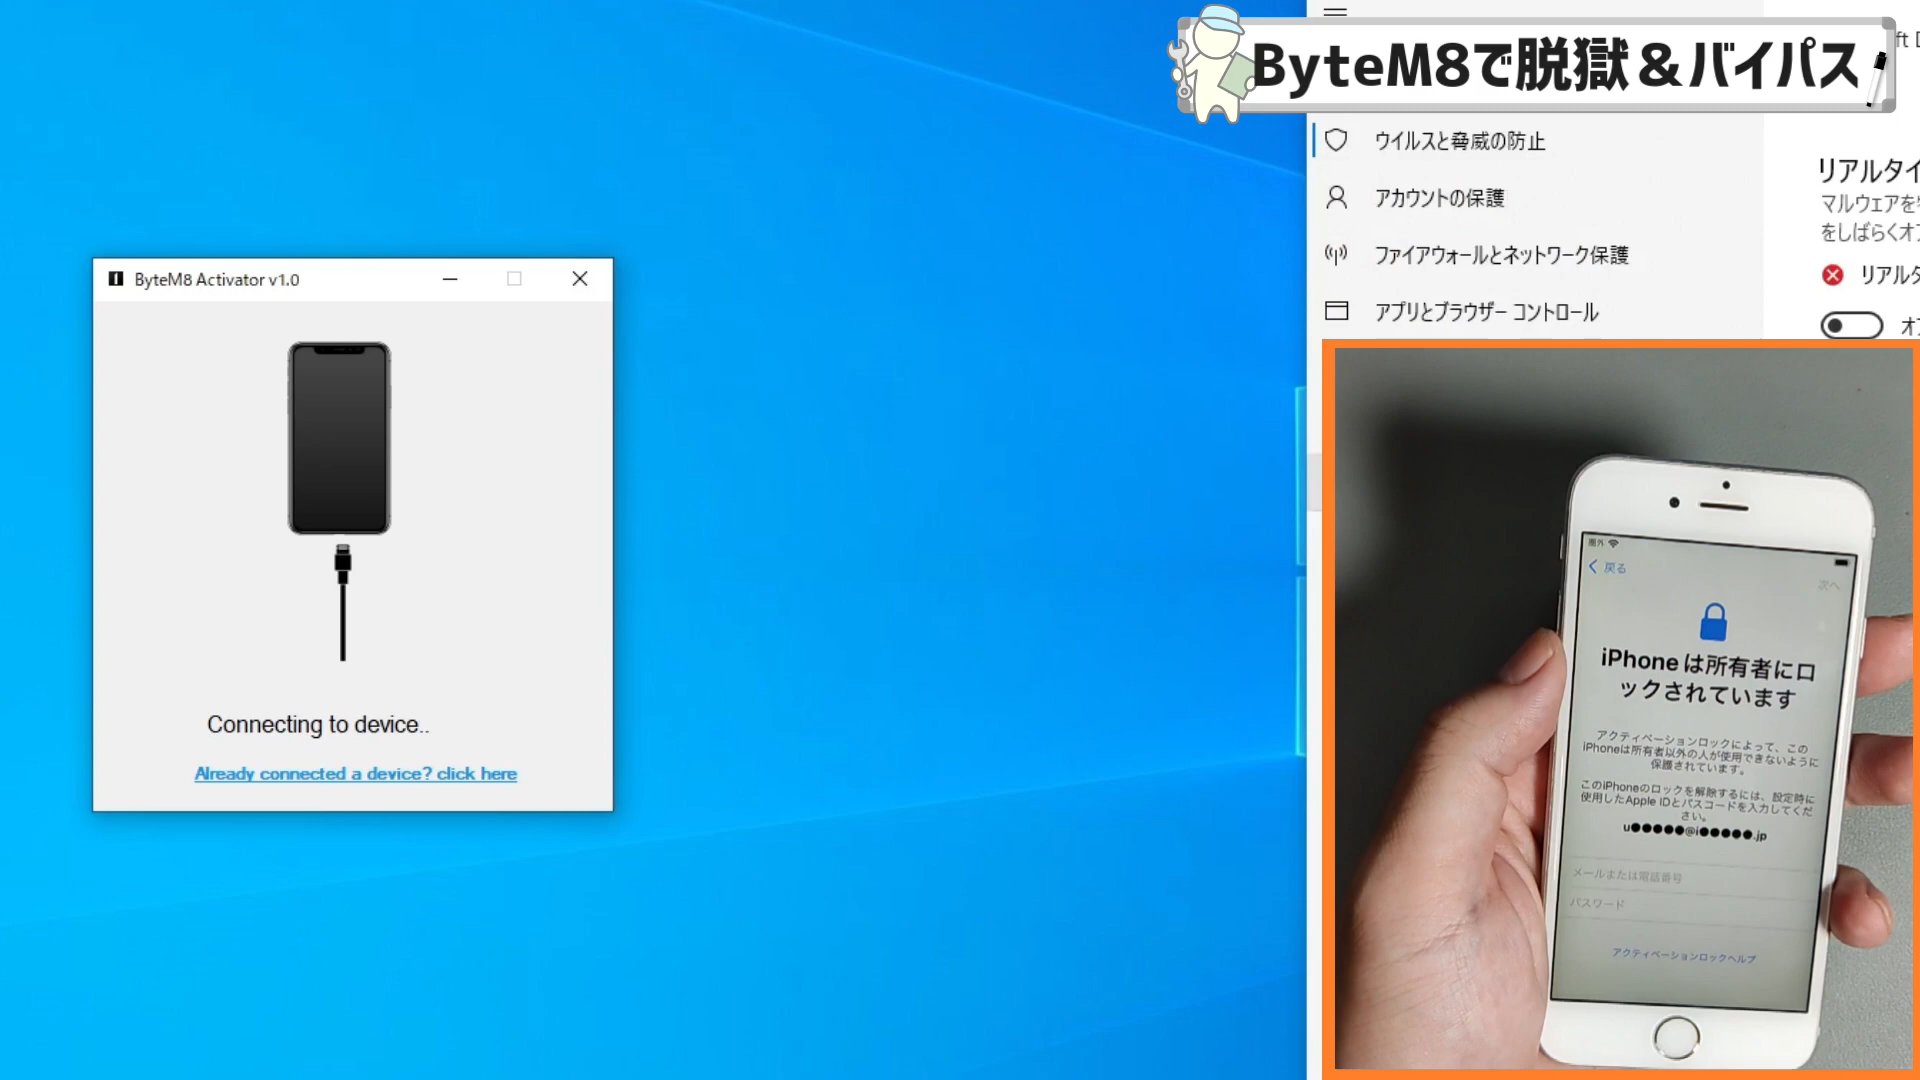 ByteM8で脱獄＆バイパス
ByteM8 Activator v1.0
Connecting to device..
Already connected a device? click here
ウイルスと脅威の防止
アカウントの保護
ファイアウォールとネットワーク保護
アプリとブラウザー コントロール
リアルタイ
マルウェアを
をしばらくオ
リアルタ
圏外
戻る
次へ
iPhoneは所有者にロ
ックされています
アクティベーションロックによって、この
iPhoneは所有者以外の人が使用できないように
保護されています。
このiPhoneのロックを解除するには、設定時に
使用したApple IDとパスコードを入力してくだ
さい。
u●●●●●@i●●●●●.jp
メールまたは電話番号
パスワード
アクティベーションロックヘルプ